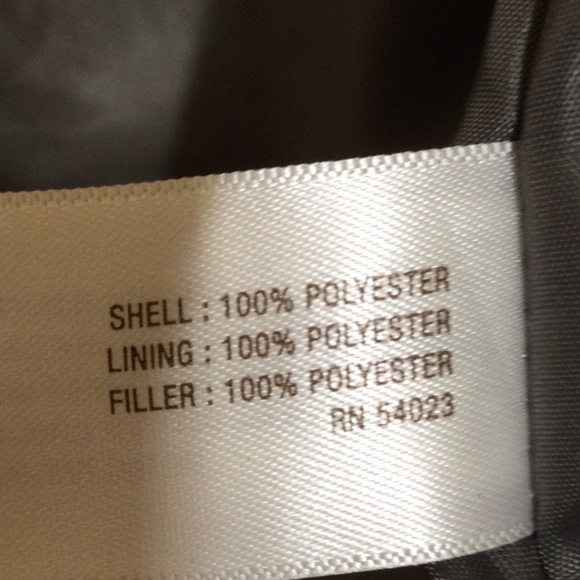 SHELL : 100% POLYESTER
LINING : 100% POLYESTER
FILLER : 100% POLYESTER
RN 54023